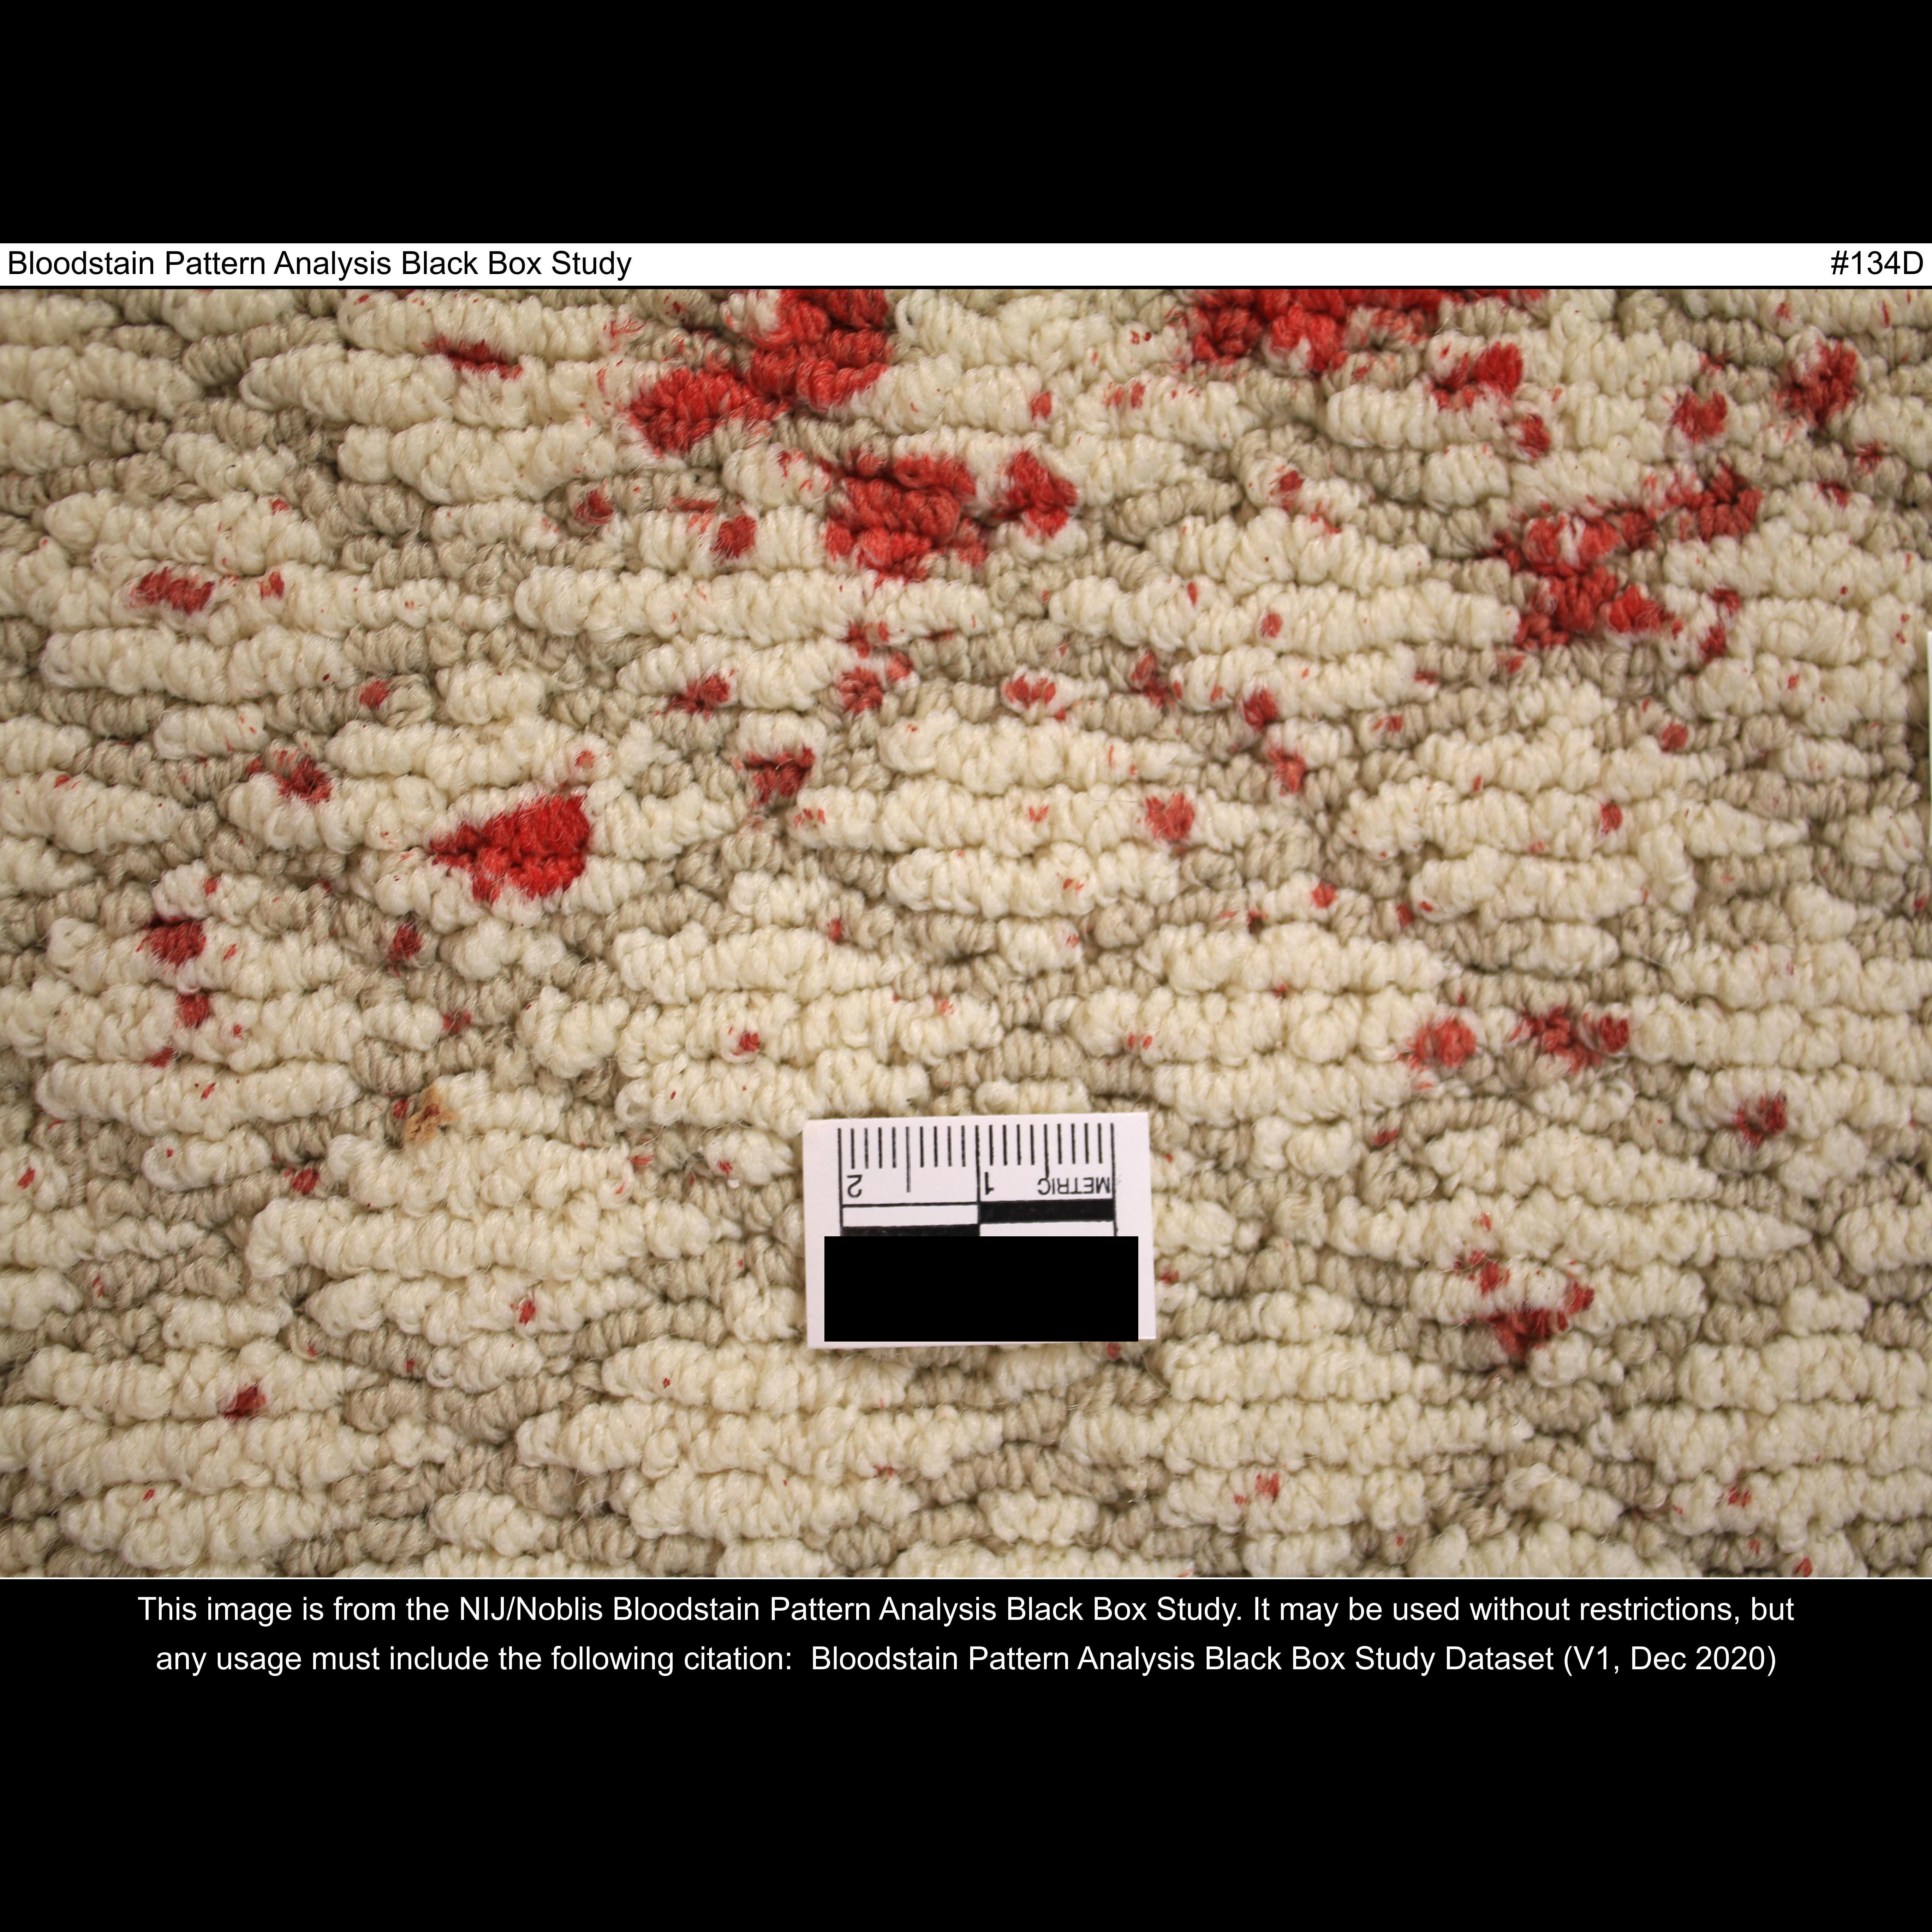 Bloodstain Pattern Analysis Black Box Study #134D
2 1 METRIC
This image is from the NIJ/Noblis Bloodstain Pattern Analysis Black Box Study. It may be used without restrictions, but
any usage must include the following citation:  Bloodstain Pattern Analysis Black Box Study Dataset (V1, Dec 2020)